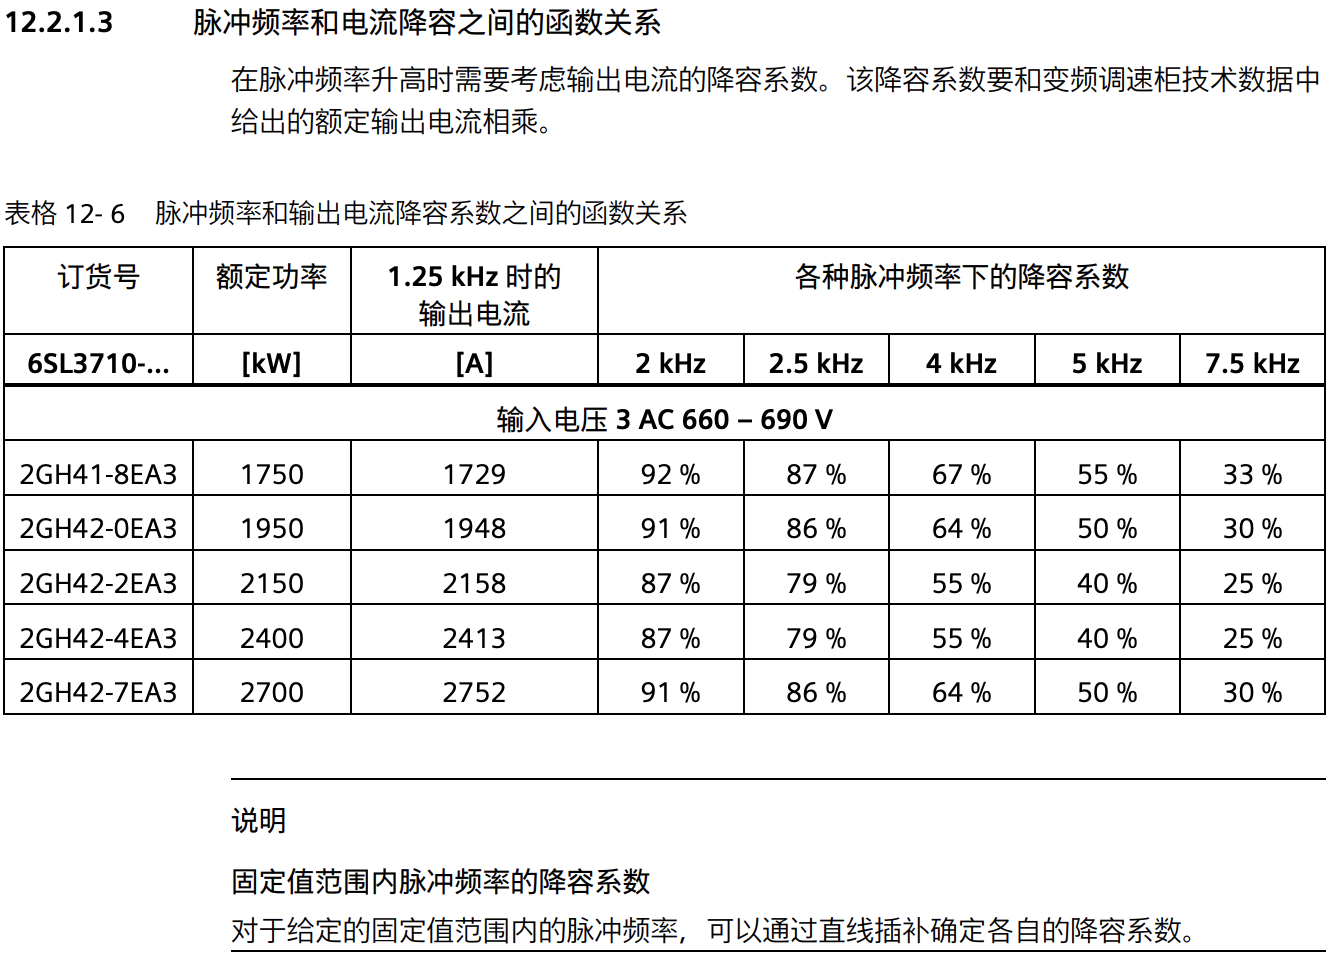 12.2.1.3 脉冲频率和电流降容之间的函数关系
在脉冲频率升高时需要考虑输出电流的降容系数。该降容系数要和变频调速柜技术数据中
给出的额定输出电流相乘。
表格 12- 6 脉冲频率和输出电流降容系数之间的函数关系
订货号 额定功率 1.25 kHz 时的 各种脉冲频率下的降容系数
输出电流
6SL3710-... [kW] [A] 2 kHz 2.5 kHz 4 kHz 5 kHz 7.5 kHz
输入电压 3 AC 660 – 690 V
2GH41-8EA3 1750 1729 92 % 87 % 67 % 55 % 33 %
2GH42-0EA3 1950 1948 91 % 86 % 64 % 50 % 30 %
2GH42-2EA3 2150 2158 87 % 79 % 55 % 40 % 25 %
2GH42-4EA3 2400 2413 87 % 79 % 55 % 40 % 25 %
2GH42-7EA3 2700 2752 91 % 86 % 64 % 50 % 30 %
说明
固定值范围内脉冲频率的降容系数
对于给定的固定值范围内的脉冲频率，可以通过直线插补确定各自的降容系数。